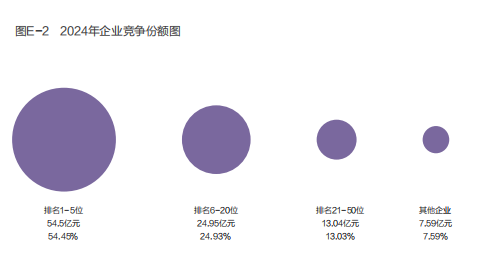 图E-2 2024年企业竞争份额图
排名1-5位 排名6-20位 排名21-50位 其他企业
54.5亿元 24.95亿元 13.04亿元 7.59亿元
54.45% 24.93% 13.03% 7.59%